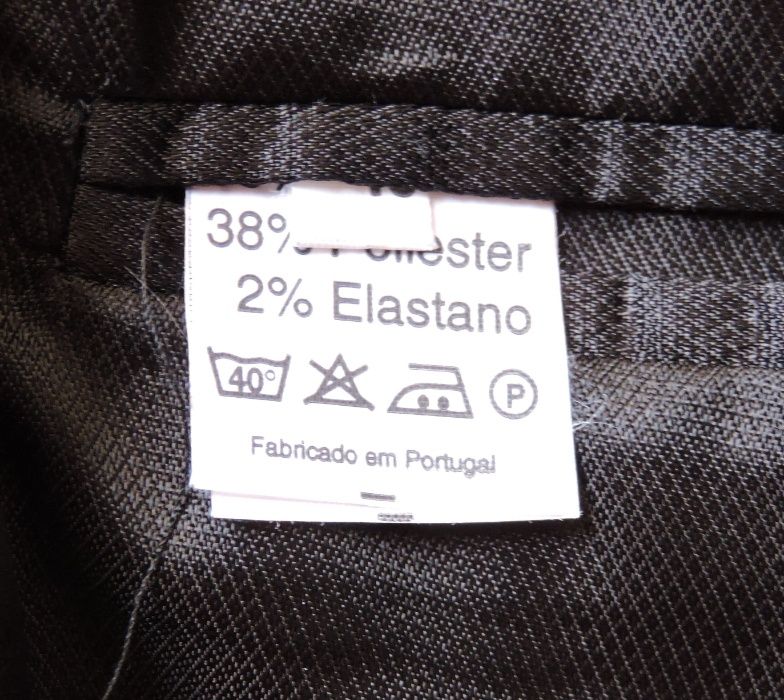 38% Poliester
2% Elastano
40° P
Fabricado em Portugal